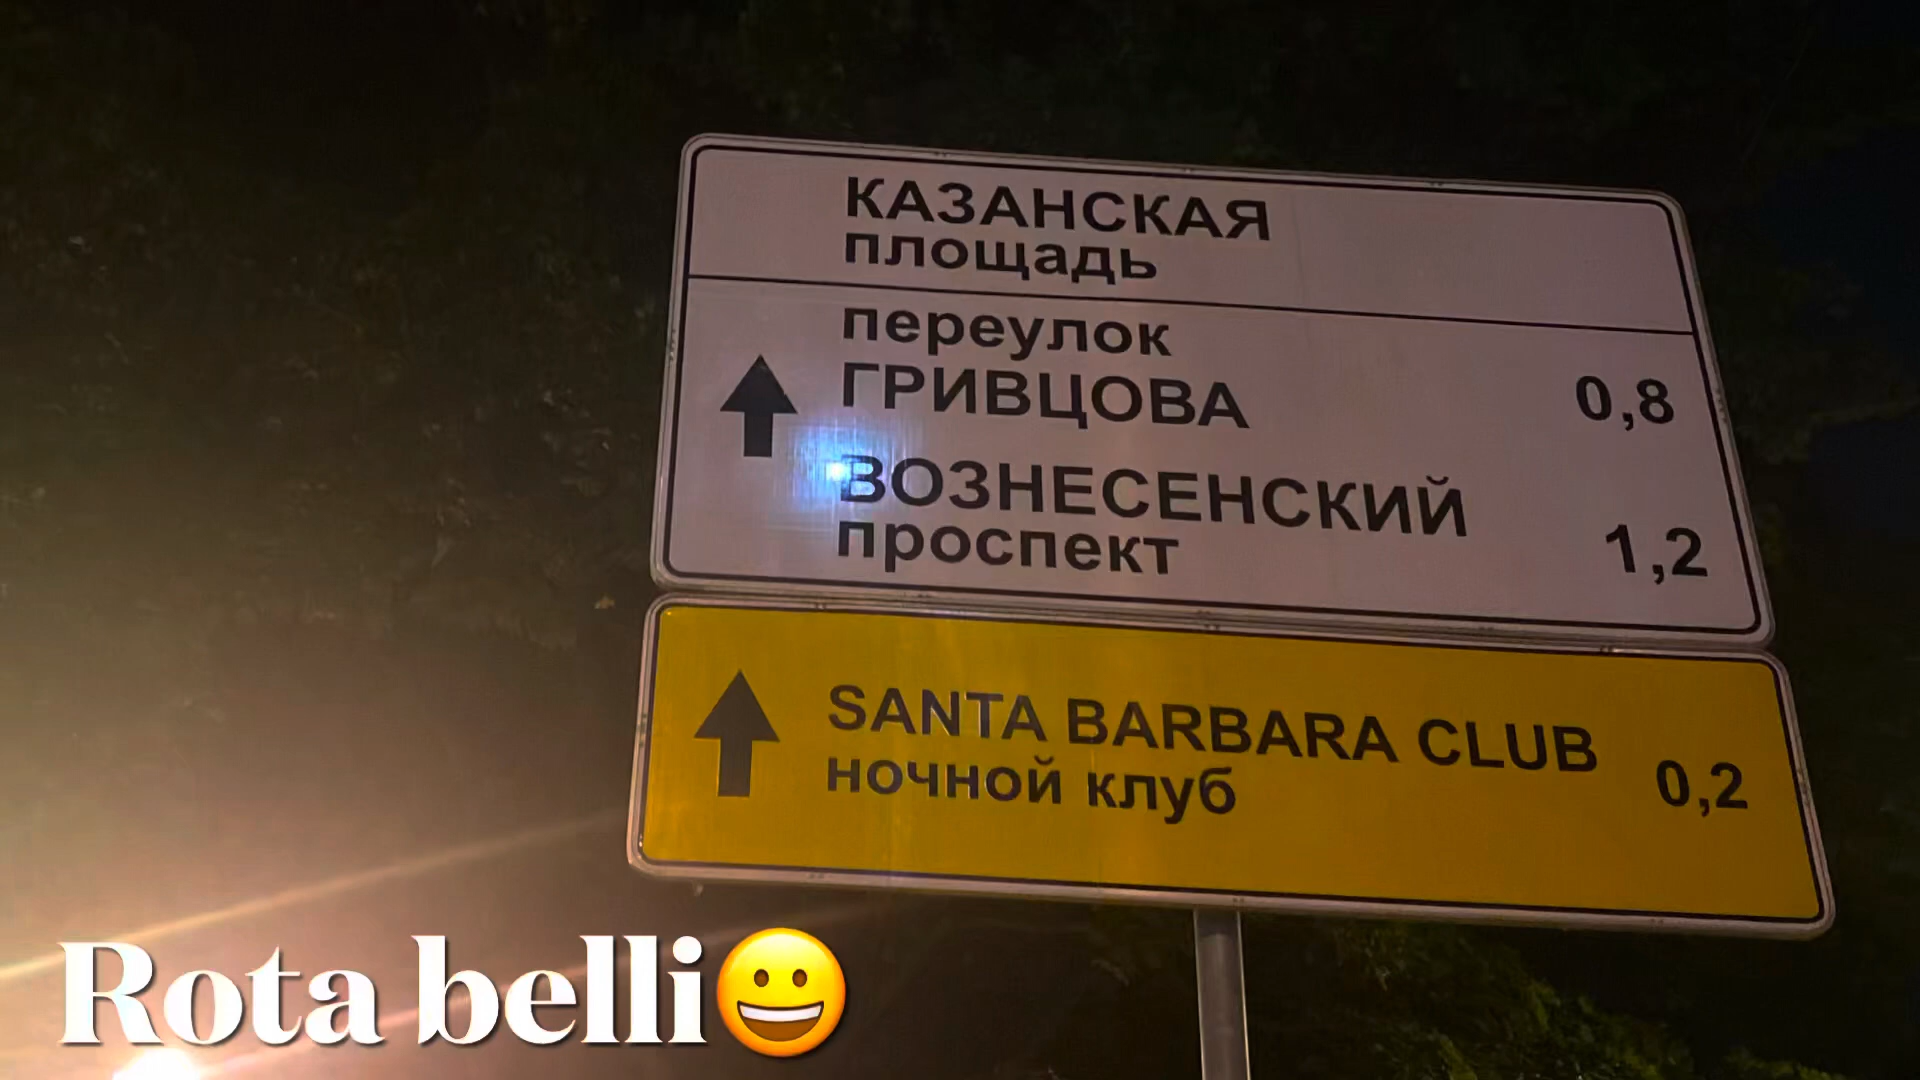 КАЗАНСКАЯ
площадь
переулок
ГРИВЦОВА 0,8
ВОЗНЕСЕНСКИЙ
проспект 1,2
SANTA BARBARA CLUB
ночной клуб 0,2
Rota belli😀